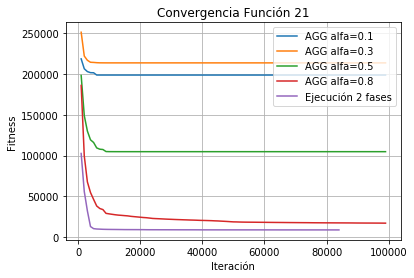 Convergencia Función 21
AGG alfa=0.1
AGG alfa=0.3
AGG alfa=0.5
AGG alfa=0.8
Ejecución 2 fases
Fitness
250000
200000
150000
100000
50000
0
0 20000 40000 60000 80000 100000
Iteración